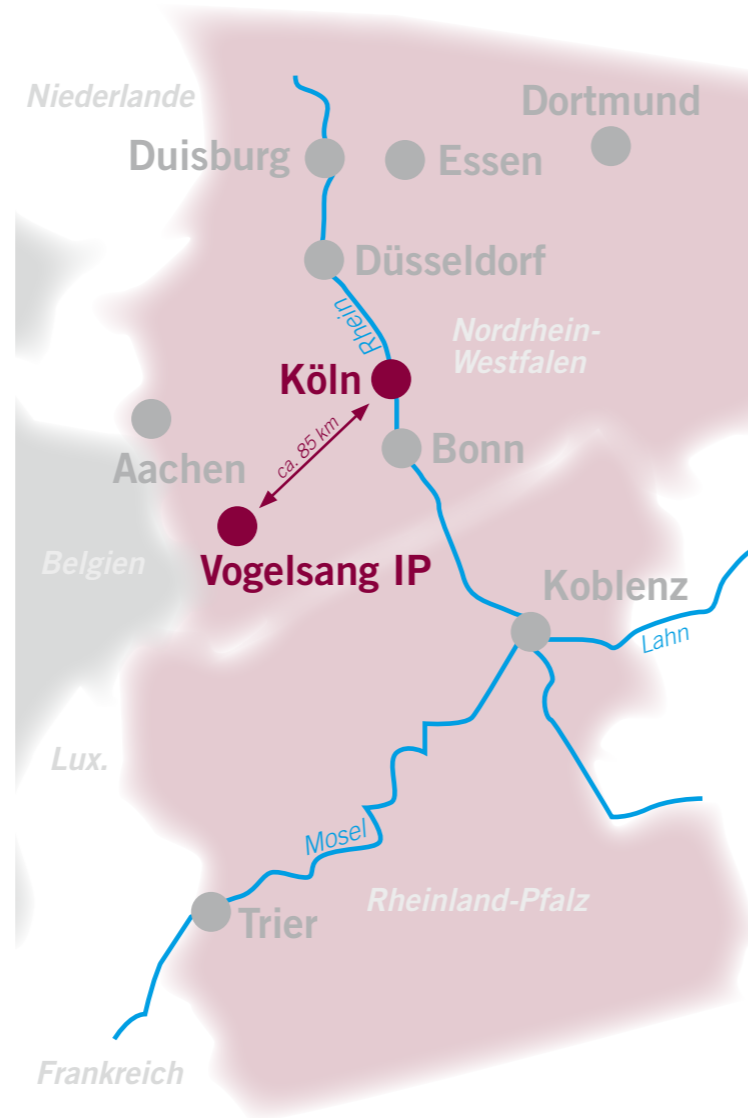 Niederlande
Dortmund
Duisburg
Essen
Düsseldorf
Rhein
Nordrhein-
Westfalen
Köln
ca. 85 km
Bonn
Aachen
Belgien
Vogelsang IP
Koblenz
Lahn
Lux.
Mosel
Rheinland-Pfalz
Trier
Frankreich